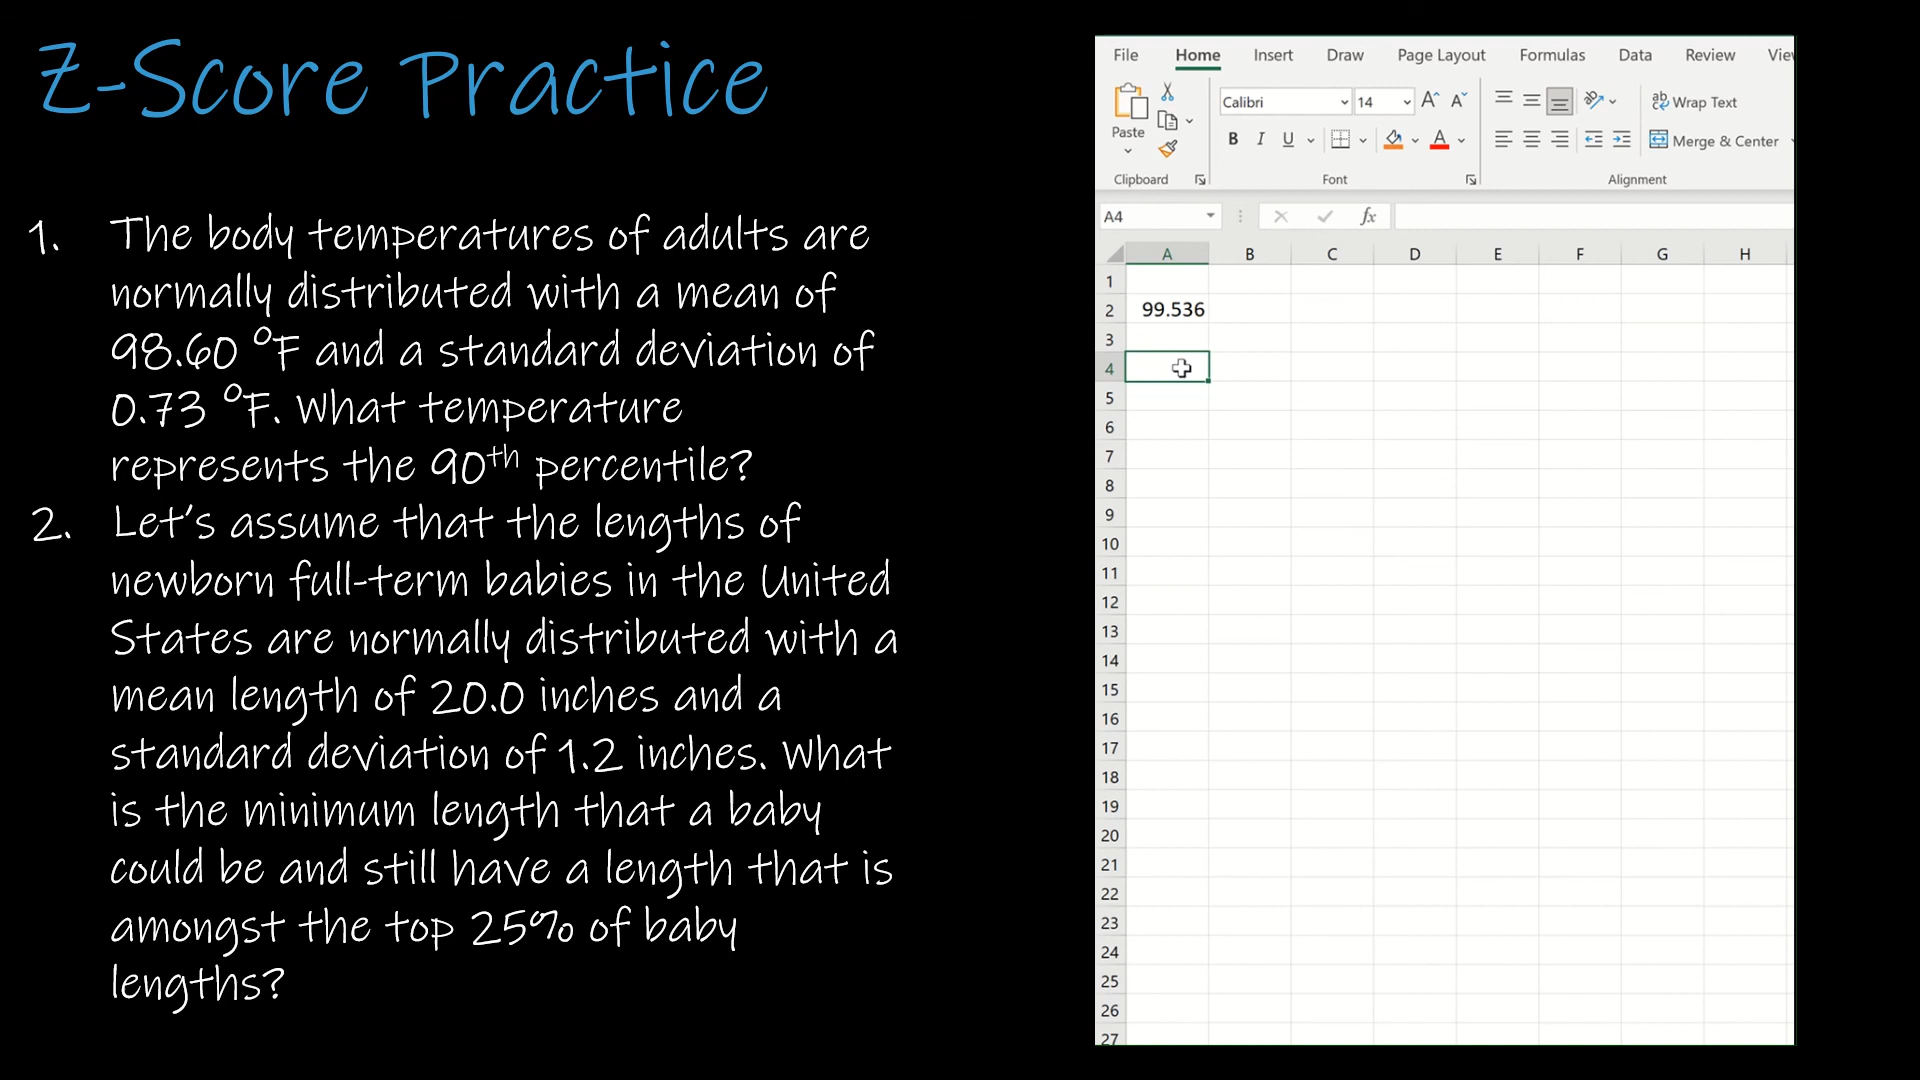 Z-Score Practice
1. The body temperatures of adults are
normally distributed with a mean of
98.60 °F and a standard deviation of
0.73 °F. What temperature
represents the 90th percentile?
2. Let's assume that the lengths of
newborn full-term babies in the United
States are normally distributed with a
mean length of 20.0 inches and a
standard deviation of 1.2 inches. What
is the minimum length that a baby
could be and still have a length that is
amongst the top 25% of baby
lengths?
File Home Insert Draw Page Layout Formulas Data Review Vie
Calibri 14 A A ab Wrap Text
Paste B I U A Merge & Center
Clipboard Font Alignment
A4 fx
A B C D E F G H
1
2 99.536
3
4
5
6
7
8
9
10
11
12
13
14
15
16
17
18
19
20
21
22
23
24
25
26
27